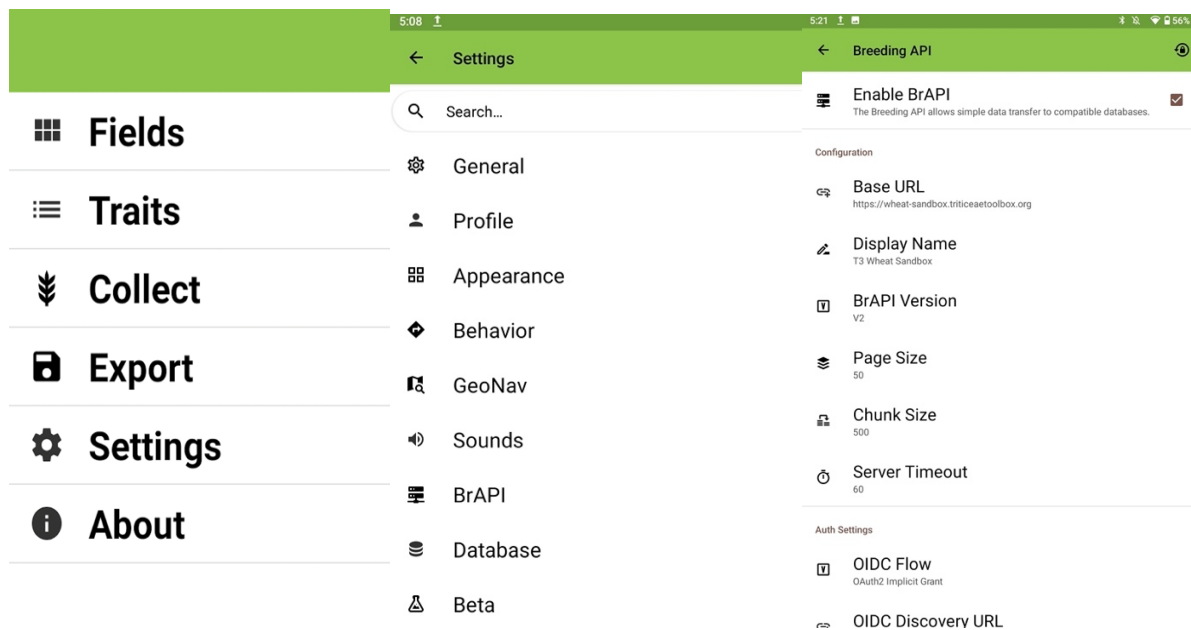 Fields
Traits
Collect
Export
Settings
About
5:08
Settings
Search...
General
Profile
Appearance
Behavior
GeoNav
Sounds
BrAPI
Database
Beta
5:21
56%
Breeding API
Enable BrAPI
The Breeding API allows simple data transfer to compatible databases.
Configuration
Base URL
https://wheat-sandbox.triticeaetoolbox.org
Display Name
T3 Wheat Sandbox
BrAPI Version
V2
Page Size
50
Chunk Size
500
Server Timeout
60
Auth Settings
OIDC Flow
OAuth2 Implicit Grant
OIDC Discovery URL